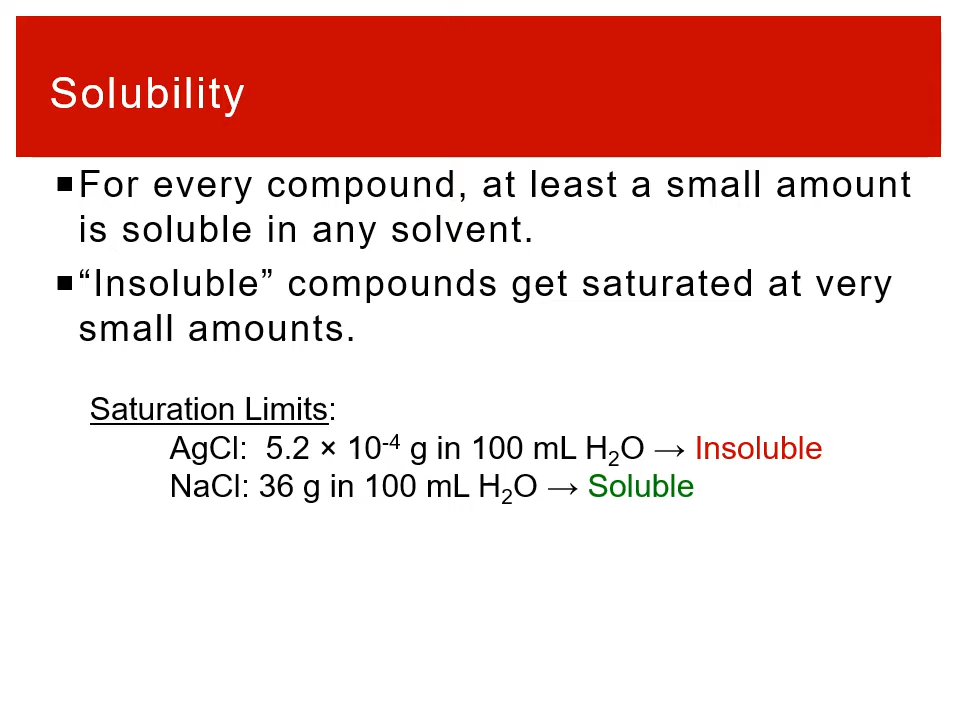 Solubility
▪For every compound, at least a small amount
is soluble in any solvent.
▪“Insoluble” compounds get saturated at very
small amounts.
Saturation Limits:
AgCl: 5.2 × 10⁻⁴ g in 100 mL H₂O → Insoluble
NaCl: 36 g in 100 mL H₂O → Soluble